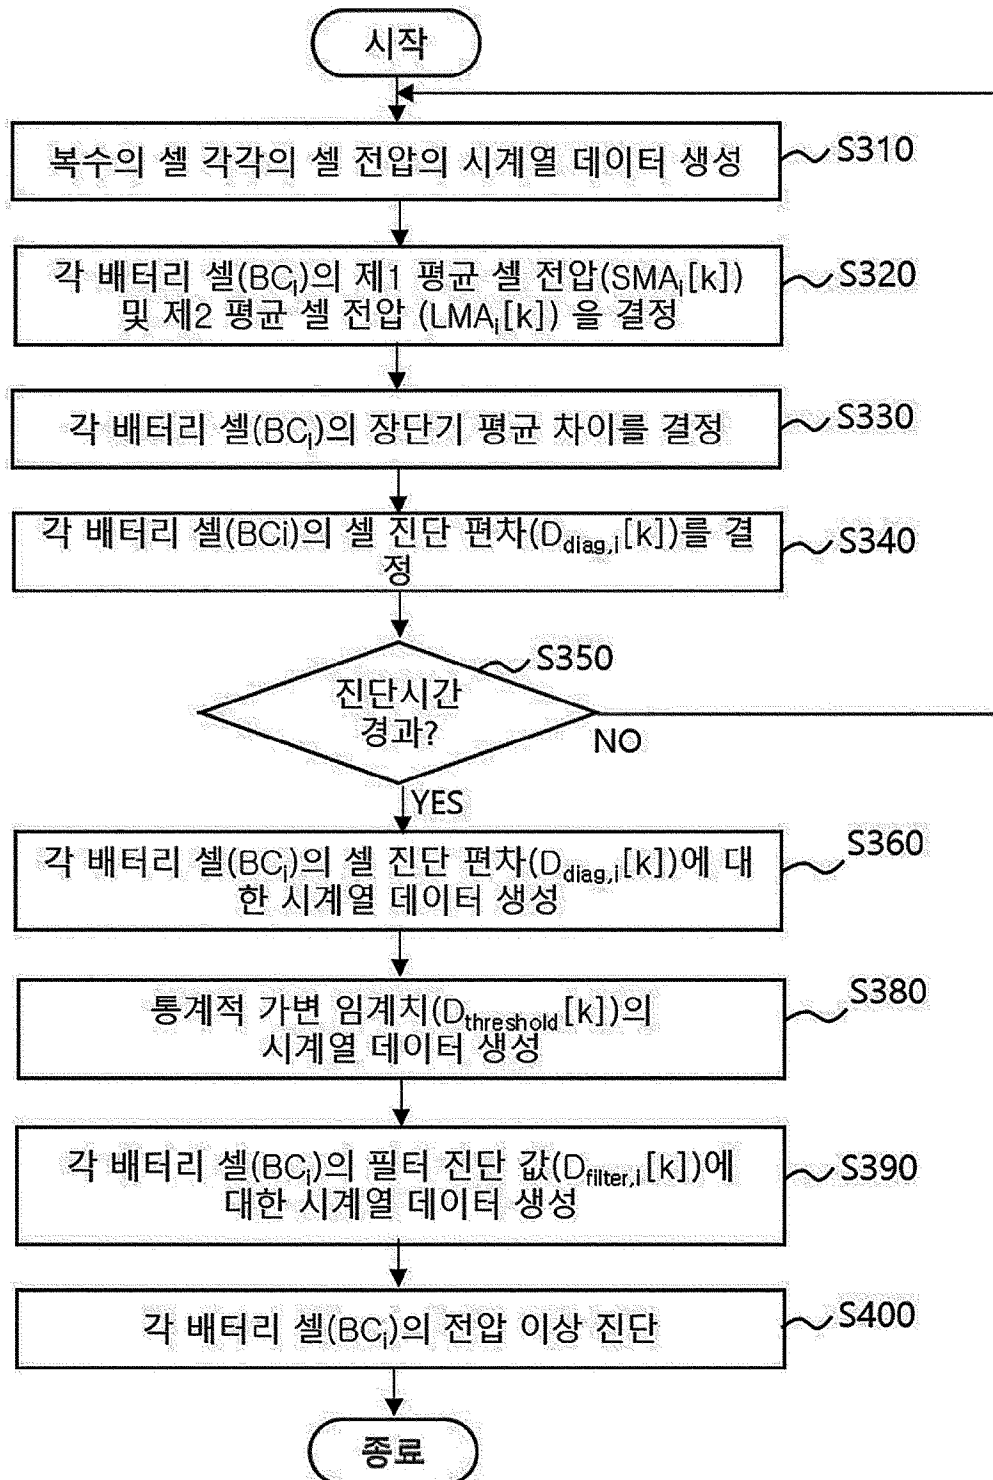 시작
복수의 셀 각각의 셀 전압의 시계열 데이터 생성
S310
각 배터리 셀(BCi)의 제1 평균 셀 전압(SMAi[k])
및 제2 평균 셀 전압 (LMAi[k]) 을 결정
S320
각 배터리 셀(BCi)의 장단기 평균 차이를 결정
S330
각 배터리 셀(BCi)의 셀 진단 편차(Ddiag,i[k])를 결
정
S340
S350
진단시간
경과?
NO
YES
각 배터리 셀(BCi)의 셀 진단 편차(Ddiag,i[k])에 대
한 시계열 데이터 생성
S360
통계적 가변 임계치(Dthreshold[k])의
시계열 데이터 생성
S380
각 배터리 셀(BCi)의 필터 진단 값(Dfilter,i[k])에
대한 시계열 데이터 생성
S390
각 배터리 셀(BCi)의 전압 이상 진단
S400
종료